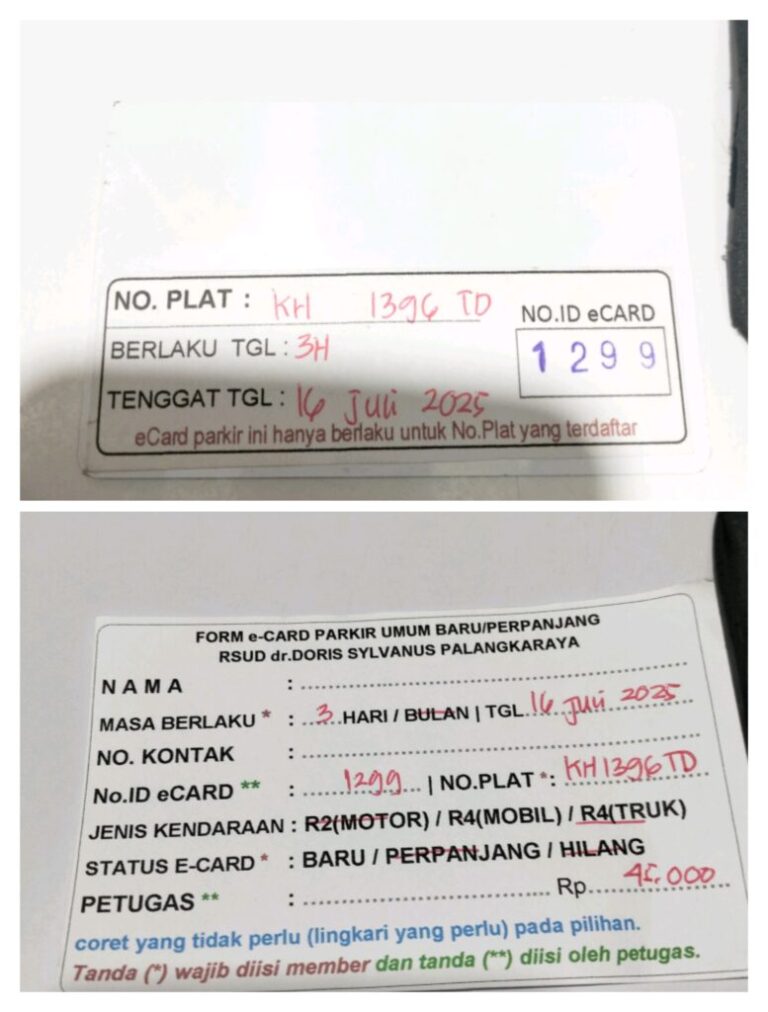 NO. PLAT : KH 1396 TD
NO.ID eCARD
BERLAKU TGL : 3H
1299
TENGGAT TGL : 16 Juli 2025
eCard parkir ini hanya berlaku untuk No.Plat yang terdaftar
FORM e-CARD PARKIR UMUM BARU/PERPANJANG
RSUD dr.DORIS SYLVANUS PALANGKARAYA
NAMA : ........................................
MASA BERLAKU * : ...3..HARI / BULAN | TGL..16 Juli 2025
NO. KONTAK : ........................................
No.ID eCARD ** : ......1299...... | NO.PLAT *: KH1396TD
JENIS KENDARAAN : R2(MOTOR) / R4(MOBIL) / R4(TRUK)
STATUS E-CARD * : BARU / PERPANJANG / HILANG
PETUGAS ** : ........................................ Rp....45.000
coret yang tidak perlu (lingkari yang perlu) pada pilihan.
Tanda (*) wajib diisi member dan tanda (**) diisi oleh petugas.